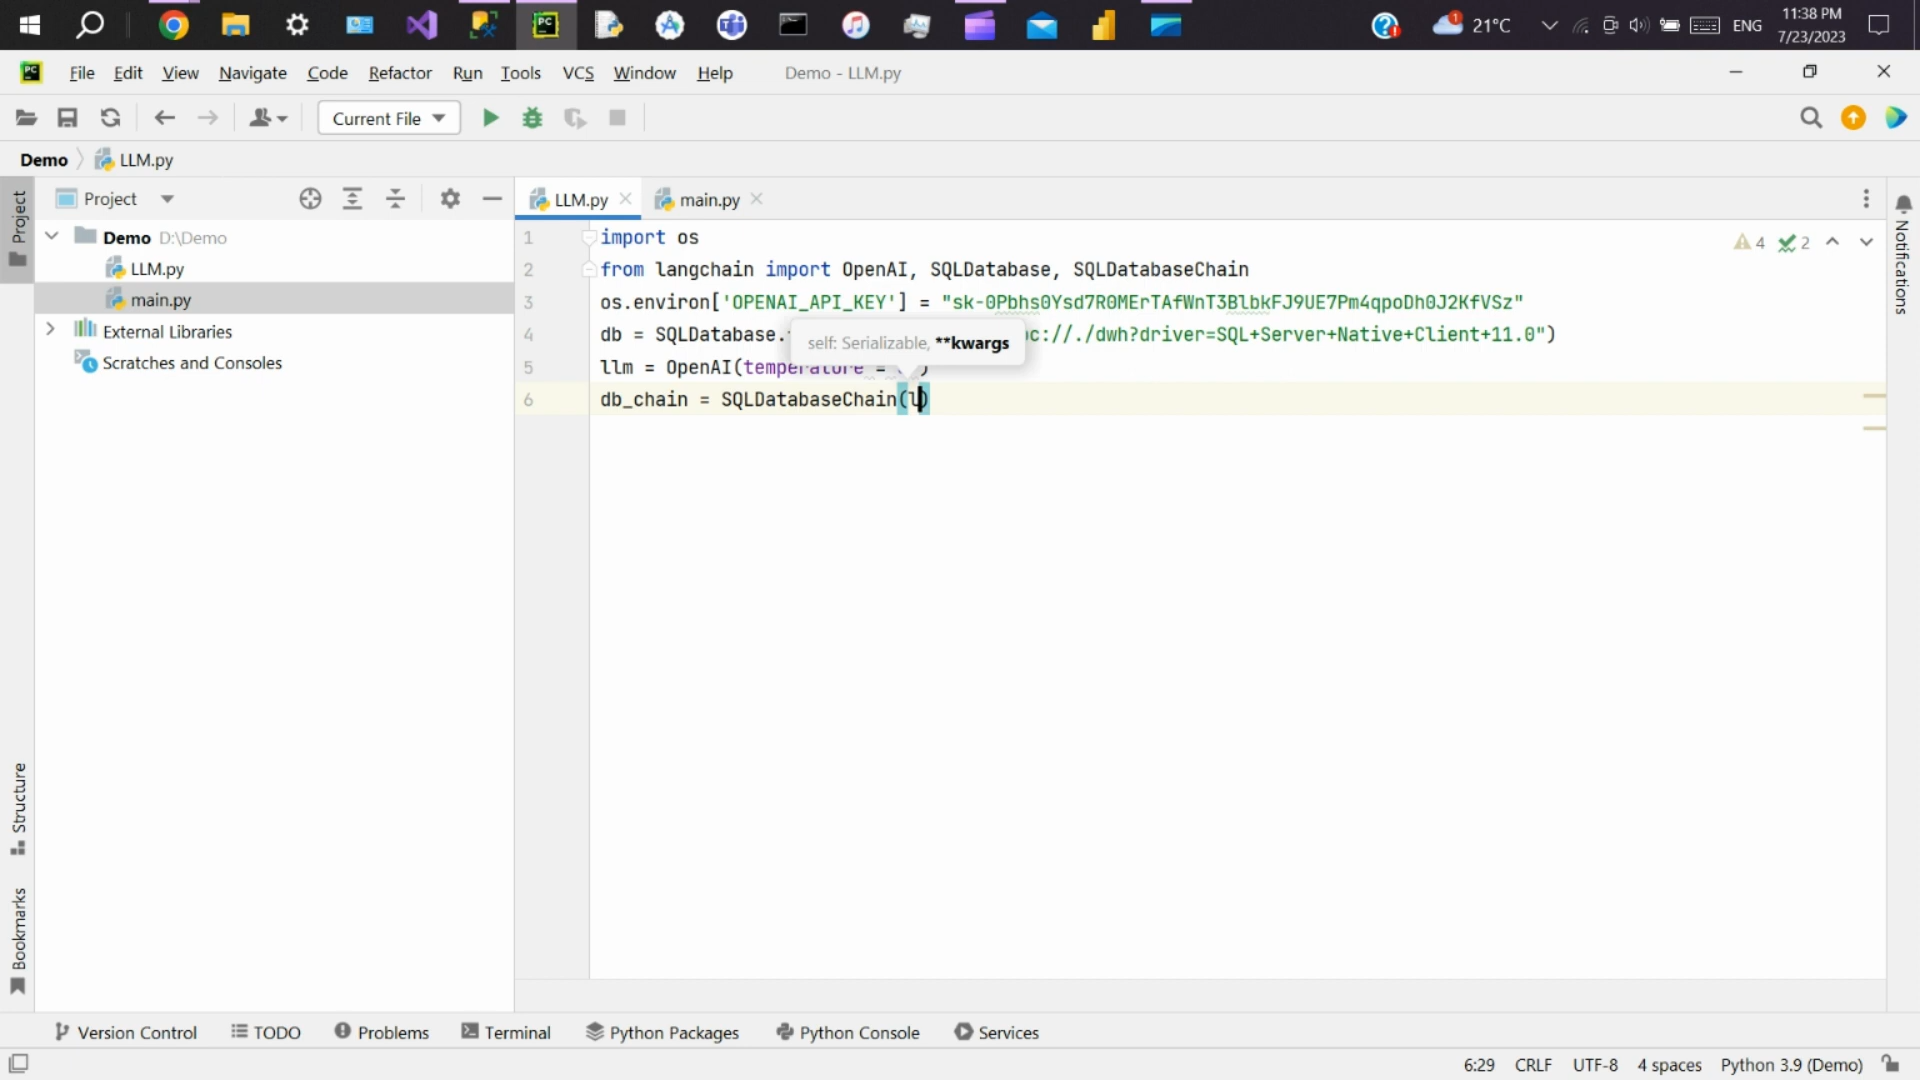 21°C
ENG
11:38 PM
7/23/2023
File Edit View Navigate Code Refactor Run Tools VCS Window Help Demo - LLM.py
Current File
Demo LLM.py
Project
Project
LLM.py
main.py
Notifications
Demo D:\Demo
LLM.py
main.py
External Libraries
Scratches and Consoles
4 2
1 import os
2 from langchain import OpenAI, SQLDatabase, SQLDatabaseChain
3 os.environ['OPENAI_API_KEY'] = "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"
4 db = SQLDatabase. c://./dwh?driver=SQL+Server+Native+Client+11.0")
self: Serializable, **kwargs
5 llm = OpenAI(temperature = )
6 db_chain = SQLDatabaseChain(l)
Structure
Bookmarks
Version Control TODO Problems Terminal Python Packages Python Console Services
6:29 CRLF UTF-8 4 spaces Python 3.9 (Demo)